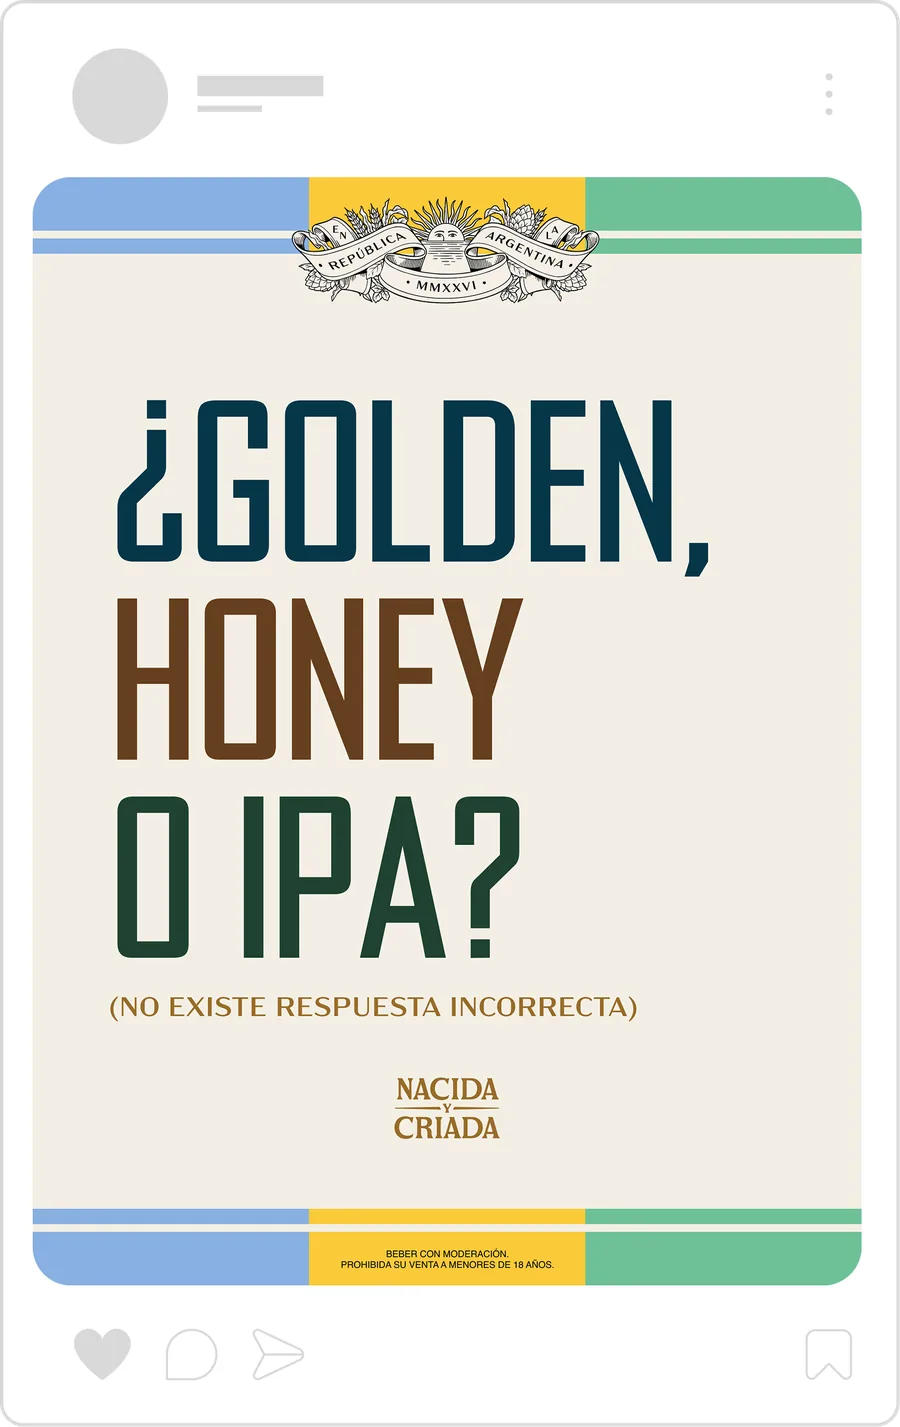 EN LA
· REPÚBLICA ARGENTINA ·
· MMXXVI ·
¿GOLDEN,
HONEY
O IPA?
(NO EXISTE RESPUESTA INCORRECTA)
NACIDA
Y
CRIADA
BEBER CON MODERACIÓN.
PROHIBIDA SU VENTA A MENORES DE 18 AÑOS.